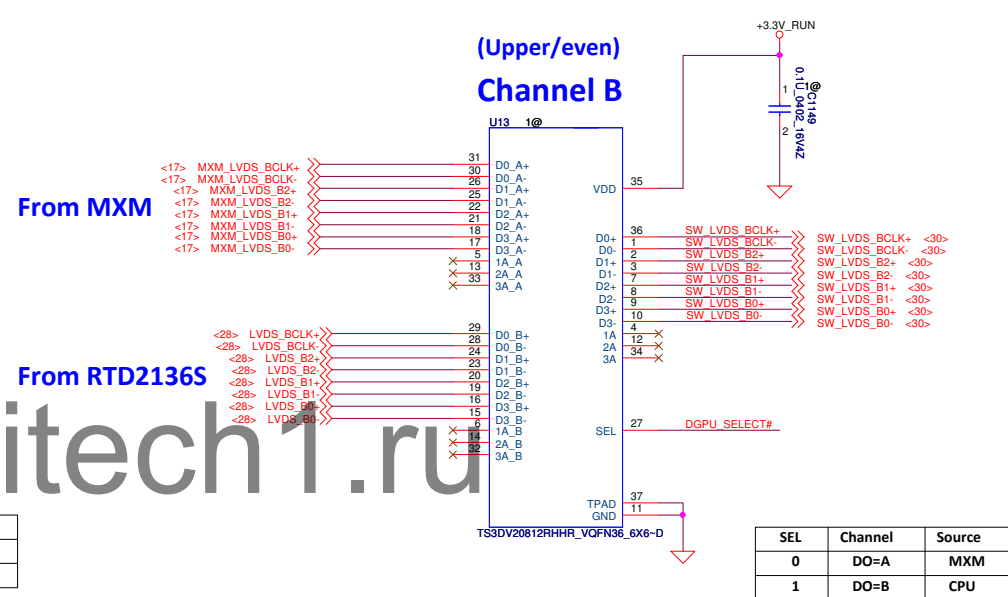 +3.3V_RUN
(Upper/even)
Channel B
1
1@
C1149
0.1U_0402_16V4Z
2
U13 1@
From MXM
<17> MXM_LVDS_BCLK+ 31 D0_A+
<17> MXM_LVDS_BCLK- 30 D0_A-
<17> MXM_LVDS_B2+ 26 D1_A+
<17> MXM_LVDS_B2- 25 D1_A-
<17> MXM_LVDS_B1+ 22 D2_A+
<17> MXM_LVDS_B1- 21 D2_A-
<17> MXM_LVDS_B0+ 18 D3_A+
<17> MXM_LVDS_B0- 17 D3_A-
5 1A_A
13 2A_A
33 3A_A
VDD 35
D0+ 36 SW_LVDS_BCLK+ SW_LVDS_BCLK+ <30>
D0- 1 SW_LVDS_BCLK- SW_LVDS_BCLK- <30>
D1+ 2 SW_LVDS_B2+ SW_LVDS_B2+ <30>
D1- 3 SW_LVDS_B2- SW_LVDS_B2- <30>
D2+ 7 SW_LVDS_B1+ SW_LVDS_B1+ <30>
D2- 8 SW_LVDS_B1- SW_LVDS_B1- <30>
D3+ 9 SW_LVDS_B0+ SW_LVDS_B0+ <30>
D3- 10 SW_LVDS_B0- SW_LVDS_B0- <30>
1A 4
2A 12
3A 34
From RTD2136S
<28> LVDS_BCLK+ 29 D0_B+
<28> LVDS_BCLK- 28 D0_B-
<28> LVDS_B2+ 24 D1_B+
<28> LVDS_B2- 23 D1_B-
<28> LVDS_B1+ 20 D2_B+
<28> LVDS_B1- 19 D2_B-
<28> LVDS_B0+ 16 D3_B+
<28> LVDS_B0- 15 D3_B-
6 1A_B
14 2A_B
32 3A_B
SEL 27 DGPU_SELECT#
itech1.ru
TPAD 37
GND 11
TS3DV20812RHHR_VQFN36_6X6~D
SEL Channel Source
0 DO=A MXM
1 DO=B CPU